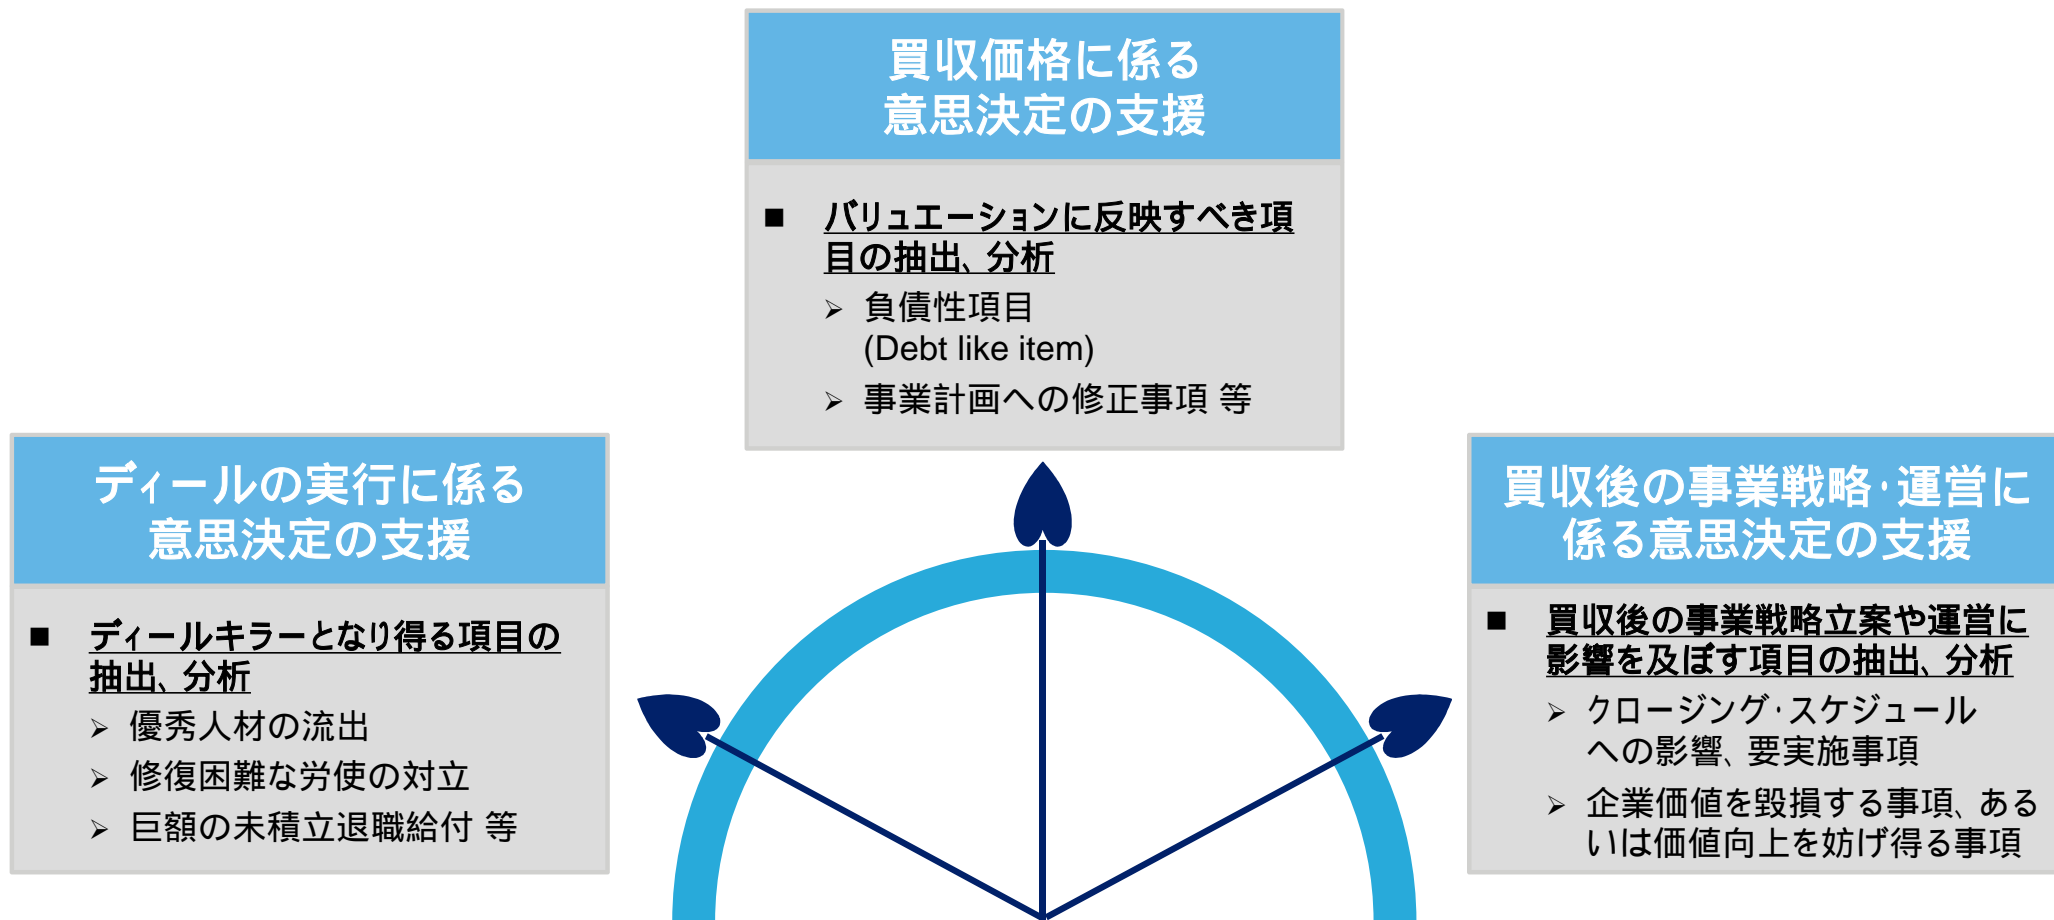 買収価格に係る
意思決定の支援
■ バリュエーションに反映すべき項
目の抽出、分析
➢ 負債性項目
(Debt like item)
➢ 事業計画への修正事項 等
ディールの実行に係る
意思決定の支援
■ ディールキラーとなり得る項目の
抽出、分析
➢ 優秀人材の流出
➢ 修復困難な労使の対立
➢ 巨額の未積立退職給付 等
買収後の事業戦略・運営に
係る意思決定の支援
■ 買収後の事業戦略立案や運営に
影響を及ぼす項目の抽出、分析
➢ クロージング・スケジュール
への影響、要実施事項
➢ 企業価値を毀損する事項、ある
いは価値向上を妨げ得る事項